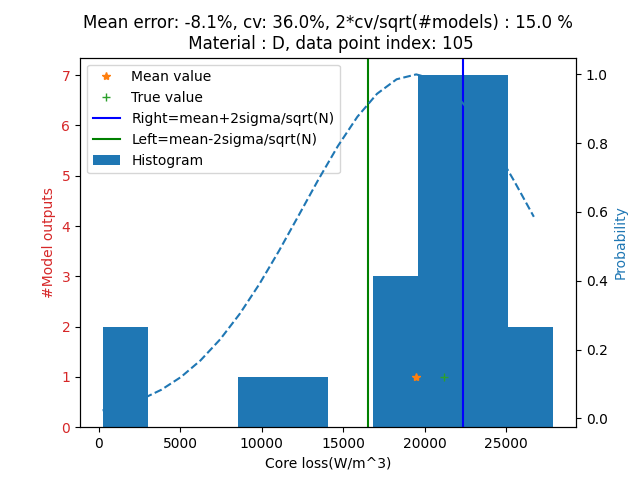 Mean error: -8.1%, cv: 36.0%, 2*cv/sqrt(#models) : 15.0 %
Material : D, data point index: 105
Mean value
True value
Right=mean+2sigma/sqrt(N)
Left=mean-2sigma/sqrt(N)
Histogram
#Model outputs
7
6
5
4
3
2
1
0
1.0
0.8
0.6
0.4
0.2
0.0
Probability
0
5000
10000
15000
20000
25000
Core loss(W/m^3)